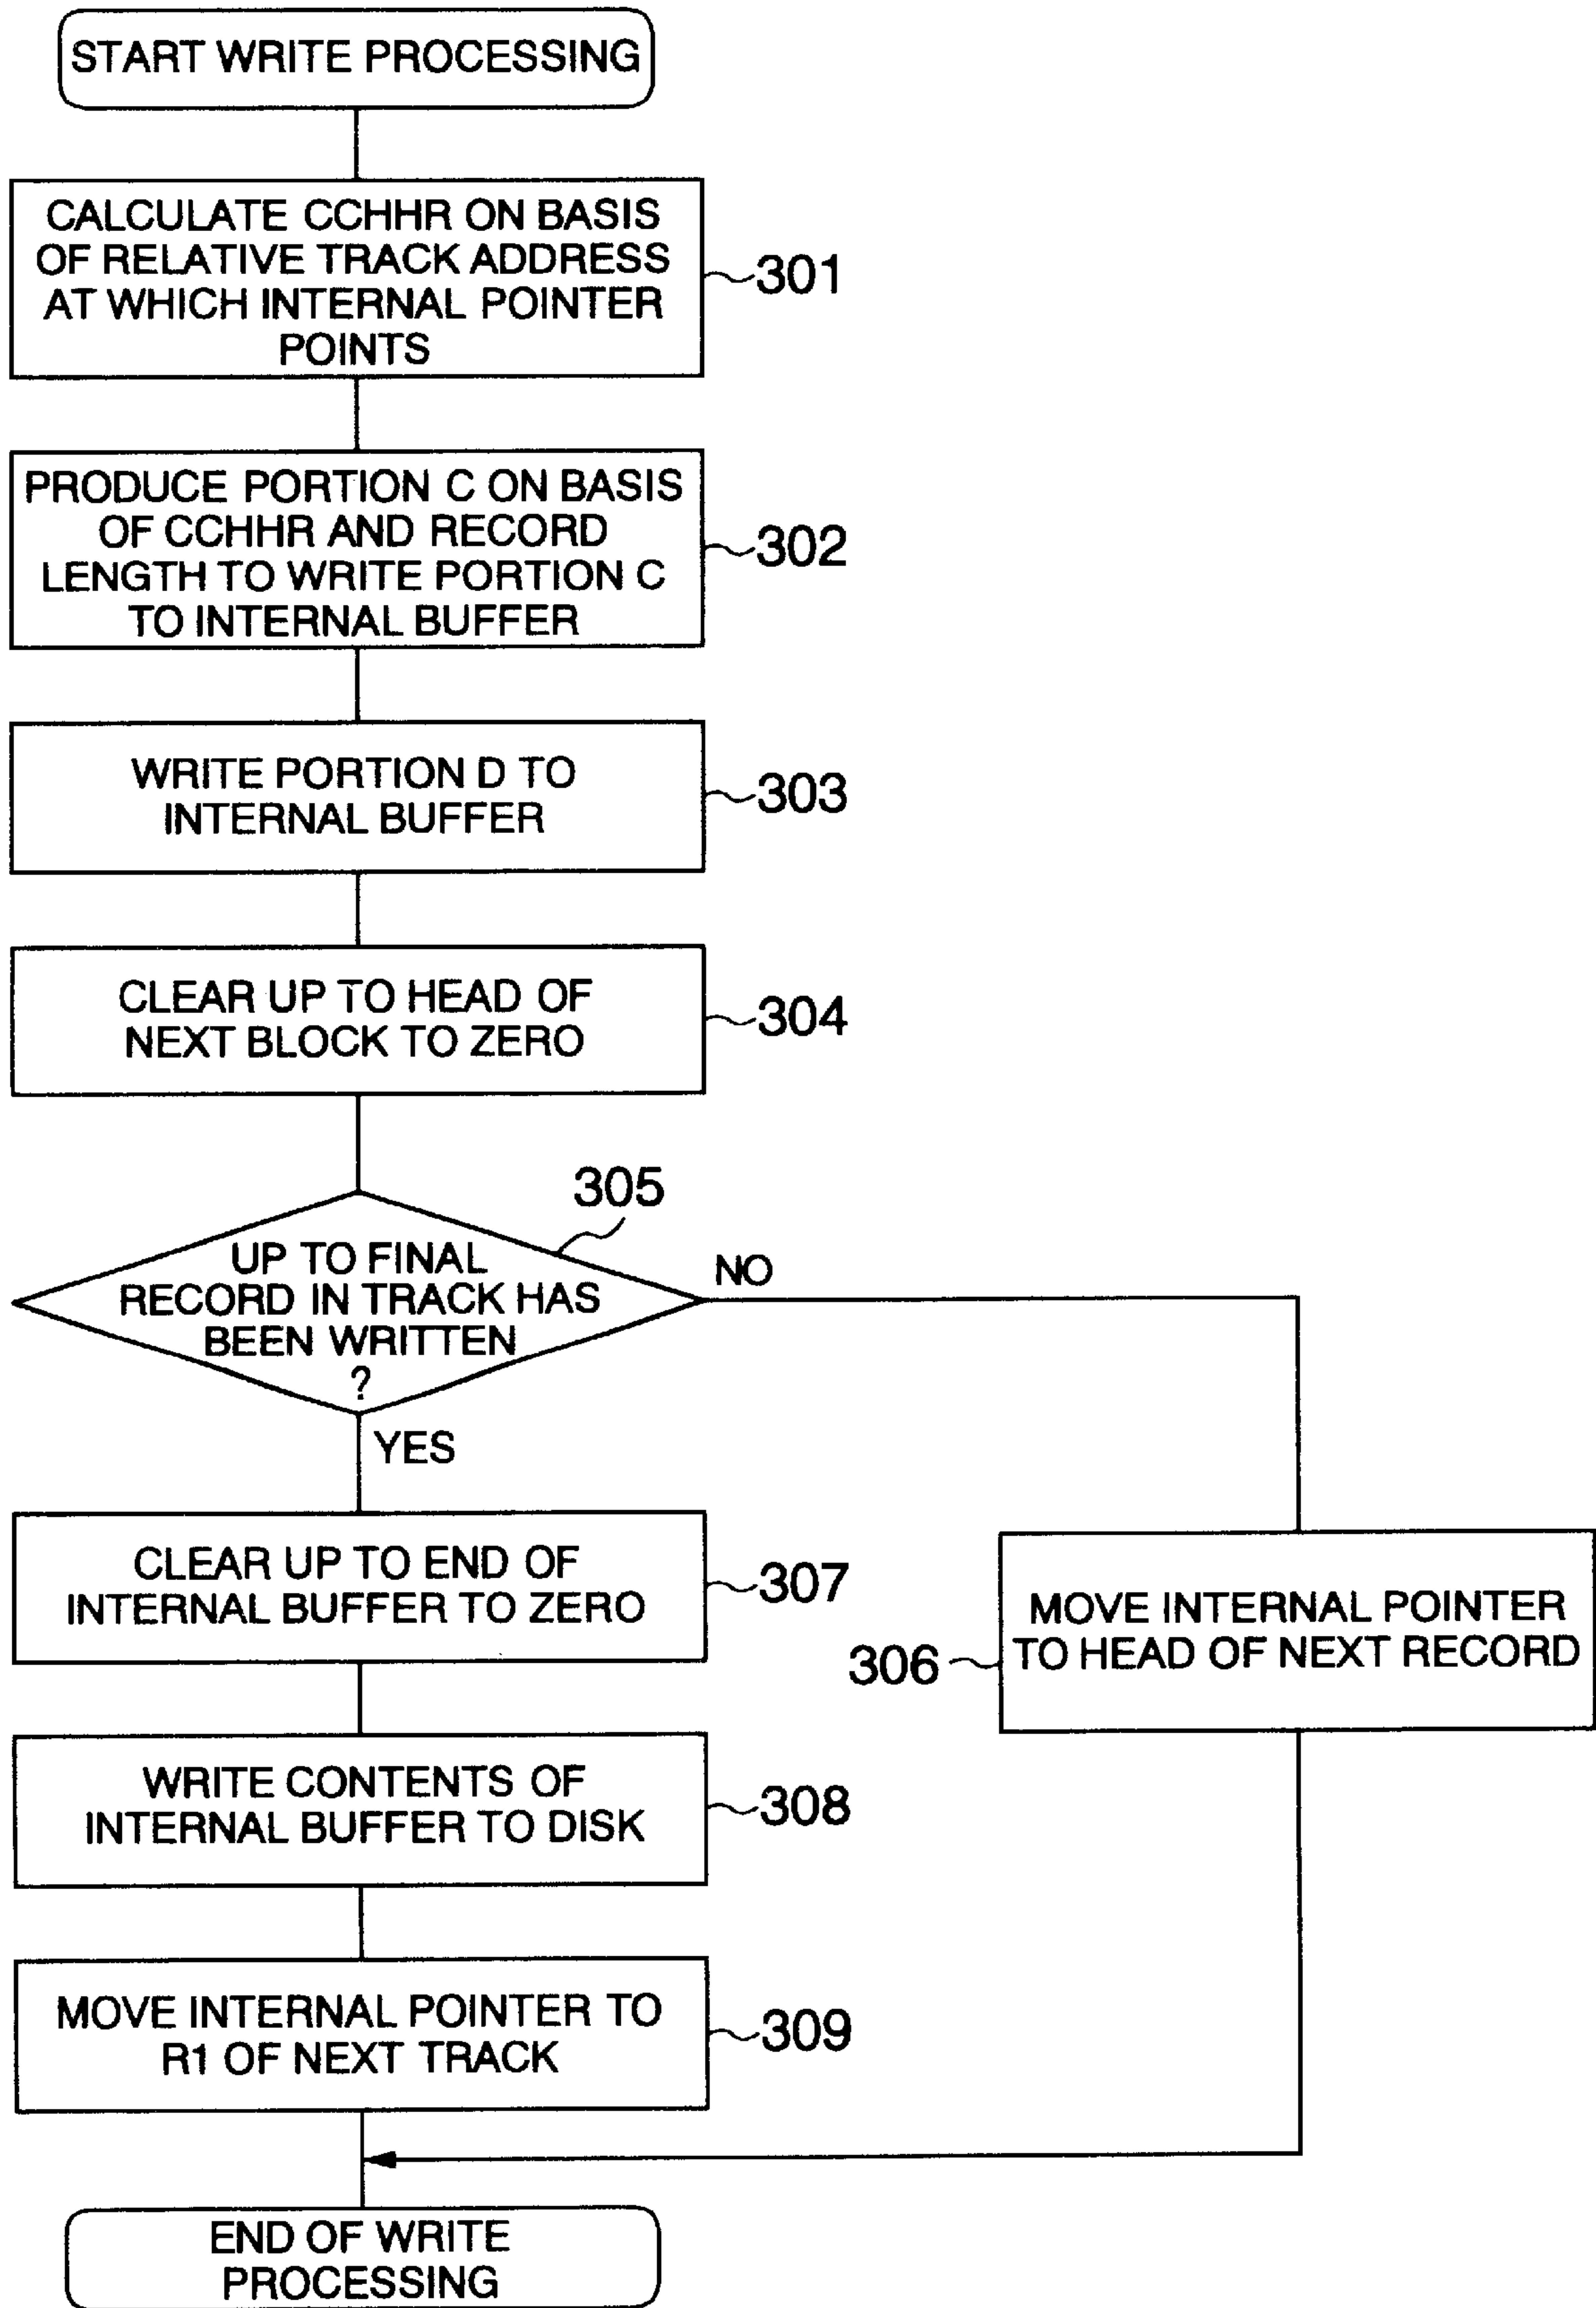 START WRITE PROCESSING
CALCULATE CCHHR ON BASIS
OF RELATIVE TRACK ADDRESS
AT WHICH INTERNAL POINTER
POINTS
301
PRODUCE PORTION C ON BASIS
OF CCHHR AND RECORD
LENGTH TO WRITE PORTION C
TO INTERNAL BUFFER
302
WRITE PORTION D TO
INTERNAL BUFFER
303
CLEAR UP TO HEAD OF
NEXT BLOCK TO ZERO
304
305
UP TO FINAL
RECORD IN TRACK HAS
BEEN WRITTEN
?
NO
YES
CLEAR UP TO END OF
INTERNAL BUFFER TO ZERO
307
MOVE INTERNAL POINTER
TO HEAD OF NEXT RECORD
306
WRITE CONTENTS OF
INTERNAL BUFFER TO DISK
308
MOVE INTERNAL POINTER TO
R1 OF NEXT TRACK
309
END OF WRITE
PROCESSING